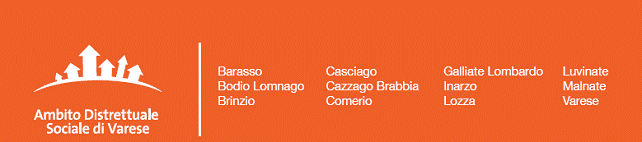 Ambito Distrettuale
Sociale di Varese
Barasso
Bodio Lomnago
Brinzio
Casciago
Cazzago Brabbia
Comerio
Galliate Lombardo
Inarzo
Lozza
Luvinate
Malnate
Varese